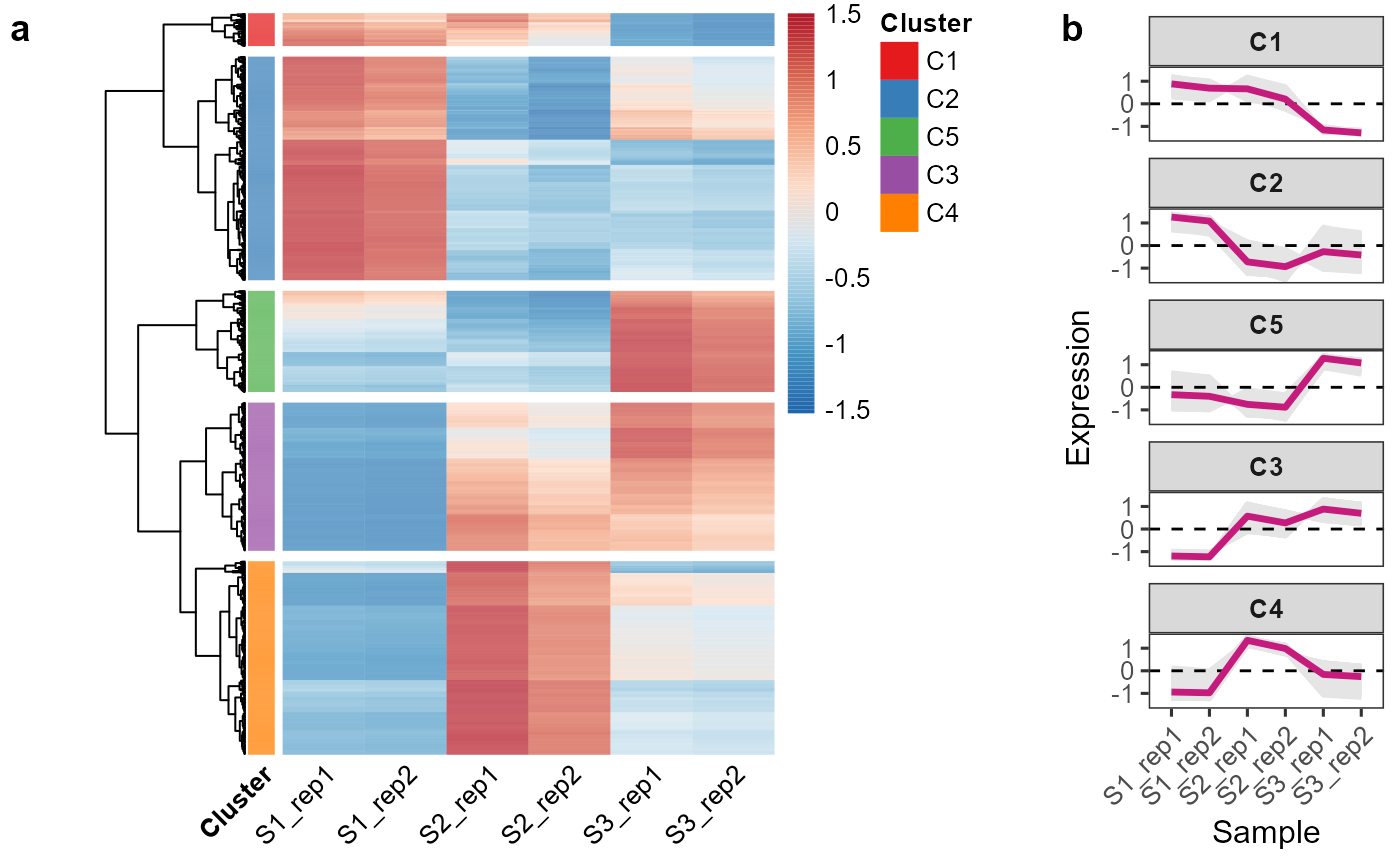 a
1.5
1
0.5
0
-0.5
-1
-1.5
Cluster
C1
C2
C5
C3
C4
Cluster
S1_rep1
S1_rep2
S2_rep1
S2_rep2
S3_rep1
S3_rep2
b
Expression
C1
1
0
-1
C2
1
0
-1
C5
1
0
-1
C3
1
0
-1
C4
1
0
-1
S1_rep1
S1_rep2
S2_rep1
S2_rep2
S3_rep1
S3_rep2
Sample